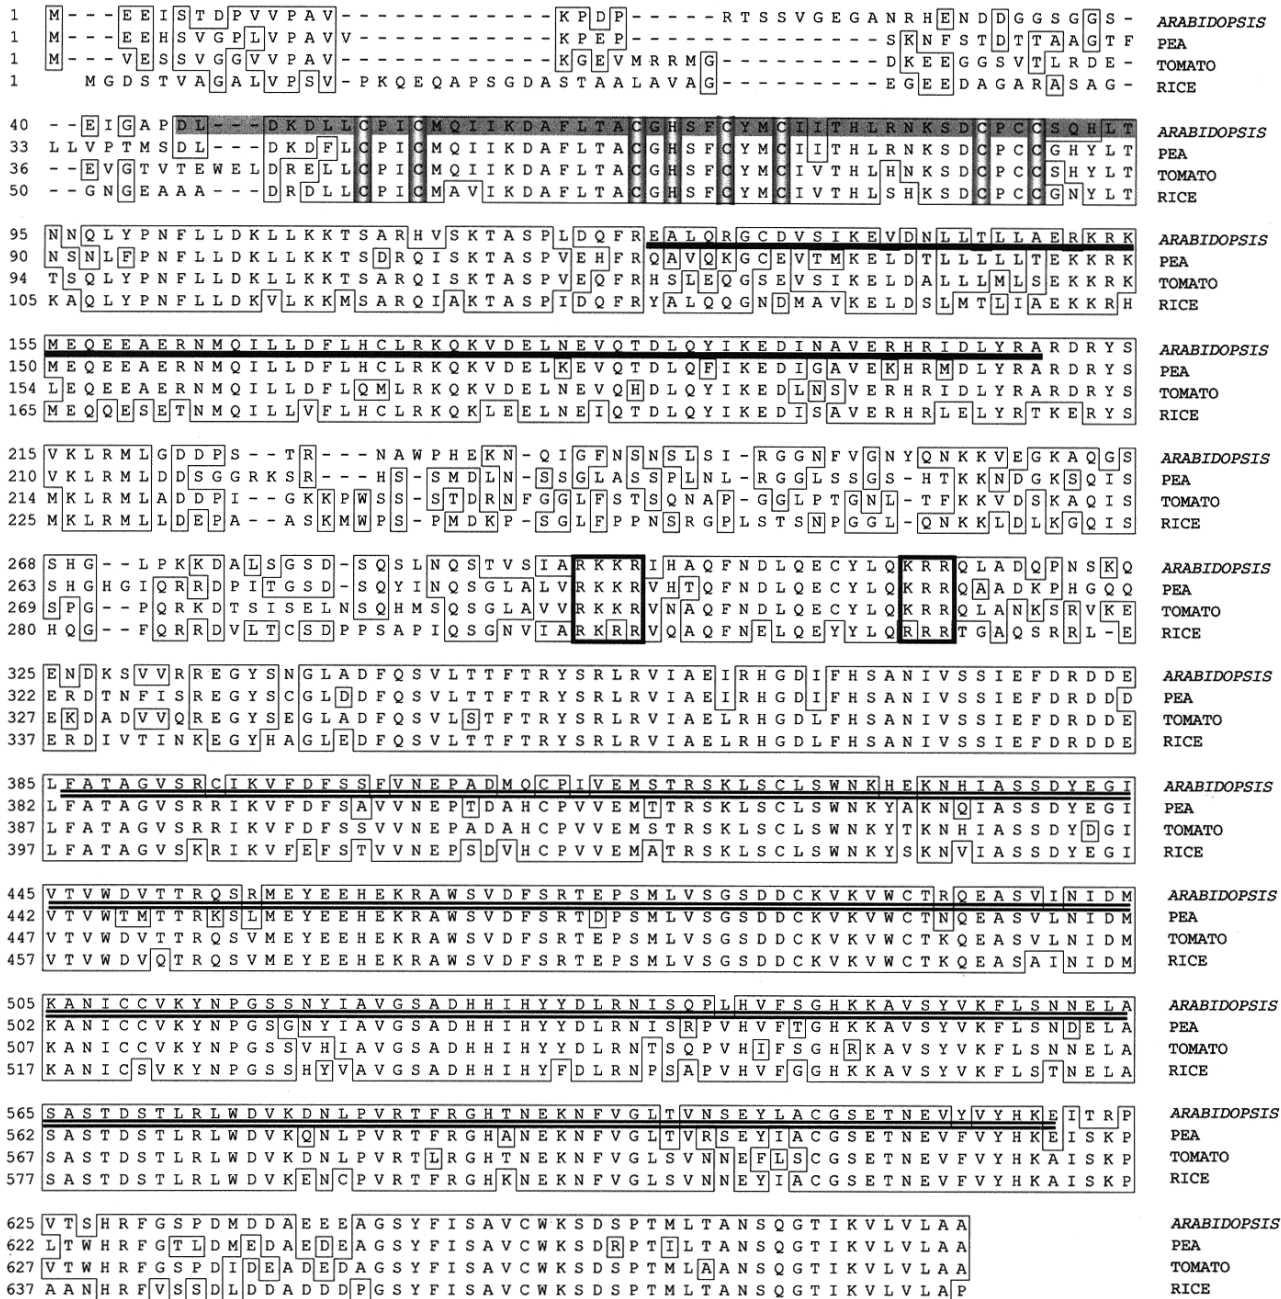 1 M---EEISTDPVVPAV------------KPDP-----RTSSVGEGANRHENDDGGSGGS- ARABIDOPSIS
1 M---EEHSVGPLVPAVV-----------KPEP--------------SKNFSTDTTAAGTF PEA
1 M---VESSVGGVVPAV------------KGEVMRRMG---------DKEEGGSVTLRDE- TOMATO
1 MGDSTVAGALVPSV-PKQEQAPSGDASTAALAVAG---------EGEEDAGARASAG- RICE
40 --EIGAPDL---DKDLLCPICMQIIKDAFLTACGHSFCYMCIITHLRNKSDCPCCSQHLT ARABIDOPSIS
33 LLVPTMSDL---DKDFLCPICMQIIKDAFLTACGHSFCYMCIITHLRNKSDCPCCGHYLT PEA
36 --EVGTVTEWELDRELLCPICMQIIKDAFLTACGHSFCYMCIVTHLHNKSDCPCCSHYLT TOMATO
50 --GNGEAAA---DRDLLCPICMAVIKDAFLTACGHSFCYMCIVTHLSHKSDCPCCGNYLT RICE
95 NNQLYPNFLLDKLLKKTSARHVSKTASPLDQFREALQRGCDVSIKEVDNLLTLLAERKRK ARABIDOPSIS
90 NSNLFPNFLLDKLLKKTSDRQISKTASPVEHFRQAVQKGCEVTMKELDTLLLLLTEKKRK PEA
94 TSQLYPNFLLDKLLKKTSARQISKTASPVEQFRHSLEQGSEVSIKELDALLLMLSEKKRK TOMATO
105 KAQLYPNFLLDKVLKKMSARQIAKTASPIDQFRYALQQGNDMAVKELDSLMTLIAEKKRH RICE
155 MEQEEAERNMQILLDFLHCLRKQKVDELNEVQTDLQYIKEDINAVERHRIDLYRARDRYS ARABIDOPSIS
150 MEQEEAERNMQILLDFLHCLRKQKVDELKEVQTDLQFIKEDIGAVEKHRMDLYRARDRYS PEA
154 LEQEEAERNMQILLDFLQMLRKQKVDELNEVQHDLQYIKEDLNSVERHRIDLYRARDRYS TOMATO
165 MEQQESETNMQILLVFLHCLRKQKLEELNEIQTDLQYIKEDISAVERHRLELYRTKERYS RICE
215 VKLRMLGDDPS--TR---NAWPHEKN-QIGFNSNSLSI-RGGNFVGNYQNKKVEGKAQGS ARABIDOPSIS
210 VKLRMLDDSGGRKSR---HS-SMDLN-SSGLASSPLNL-RGGLSSGS-HTKKNDGKSQIS PEA
214 MKLRMLADDPI--GKKPWSS-STDRNFGGLFSTSQNAP-GGLPTGNL-TFKKVDSKAQIS TOMATO
225 MKLRMLLDEPA--ASKMWPS-PMDKP-SGLFPPNSRGPLSTSNPGGL-QNKKLDLKGQIS RICE
268 SHG--LPKKDALSGSD-SQSLNQSTVSIARKKRIHAQFNDLQECYLQKRRQLADQPNSKQ ARABIDOPSIS
263 SHGHGIQRRDPITGSD-SQYINQSGLALVRKKRVHTQFNDLQECYLQKRRQAADKPHGQQ PEA
269 SPG--PQRKDTSISELNSQHMSQSGLAVVRKKRVNAQFNDLQECYLQKRRQLANKSRVKE TOMATO
280 HQG--FQRRDVLTCSDPPSAPIQSGNVIARKRRVQAQFNELQEYYLQRRRTGAQSRRL-E RICE
325 ENDKSVVRREGYSNGLADFQSVLTTFTRYSRLRVIAEIRHGDIFHSANIVSSIEFDRDDE ARABIDOPSIS
322 ENDTNFISREGYSCGLDDFQSVLTTFTRYSRLRVIAEIRHGDIFHSANIVSSIEFDRDDD PEA
327 EKDADVVQREGYSEGLADFQSVLSTFTRYSRLRVIAELRHGDLFHSANIVSSIEFDRDDE TOMATO
337 ERDIVTINKEGYHAGLEDFQSVLTTFTRYSRLRVIAELRHGDLFHSANIVSSIEFDRDDE RICE
385 LFATAGVSRCIKVFDFSSFVNEPADMQCPIVEMSTRSKLSCLSWNKHEKNHIASSDYEGI ARABIDOPSIS
382 LFATAGVSRRIKVFDFSAVVNEPTDAHCPVVEMTTRSKLSCLSWNKYAKNQIASSDYEGI PEA
387 LFATAGVSRRIKVFDFSSVVNEPADAHCPVVEMSTRSKLSCLSWNKYTKNHIASSDYDGI TOMATO
397 LFATAGVSKRIKVFEFSTVVNEPSDVHCPVVEMATRSKLSCLSWNKYSKNVIASSDYEGI RICE
445 VTVWDVTTRQSRMEYEEHEKRAWSVDFSRTEPSMLVSGSDDCKVKVWCTRQEASVINIDM ARABIDOPSIS
442 VTVWTMTTRKSLMEYEEHEKRAWSVDFSRTDPSMLVSGSDDCKVKVWCTNQEASVLNIDM PEA
447 VTVWDVTTRQSVMEYEEHEKRAWSVDFSRTEPSMLVSGSDDCKVKVWCTKQEASVLNIDM TOMATO
457 VTVWDVQTRQSVMEYEEHEKRAWSVDFSRTEPSMLVSGSDDCKVKVWCTKQEASAINIDM RICE
505 KANICCVKYNPGSSNYIAVGSADHHIHYYDLRNISQPLHVFSGHKKAVSYVKFLSNNELA ARABIDOPSIS
502 KANICCVKYNPGSGNYIAVGSADHHIHYYDLRNISRPVHVFTGHKKAVSYVKFLSNDELA PEA
507 KANICCVKYNPGSSVHIAVGSADHHIHYYDLRNTSQPVHIFSGHRKAVSYVKFLSNNELA TOMATO
517 KANICSVKYNPGSSHYVAVGSADHHIHYFDLRNPSAPVHVFGGHKKAVSYVKFLSTNELA RICE
565 SASTDSTLRLWDVKDNLPVRTFRGHTNEKNFVGLTVNSEYLACGSETNEVYVYHKEITRP ARABIDOPSIS
562 SASTDSTLRLWDVKQNLPVRTFRGHANEKNFVGLTVRSEYIACGSETNEVFVYHKEISKP PEA
567 SASTDSTLRLWDVKDNLPVRTLRGHTNEKNFVGLSVNNEFLSCGSETNEVFVYHKAISKP TOMATO
577 SASTDSTLRLWDVKENCPVRTFRGHKNEKNFVGLSVNNEYIACGSETNEVFVYHKAISKP RICE
625 VTSHRFGSPDMDDAEEEAGSYFISAVCWKSDSPTMLTANSQGTIKVLVLAA ARABIDOPSIS
622 LTWHRFGTLDMEDAEDEAGSYFISAVCWKSDRPTILTANSQGTIKVLVLAA PEA
627 VTWHRFGSPDIDEADEDAGSYFISAVCWKSDSPTMLAANSQGTIKVLVLAA TOMATO
637 AANHRFVSSDLDDADDDPGSYFISAVCWKSDSPTMLTANSQGTIKVLVLAP RICE